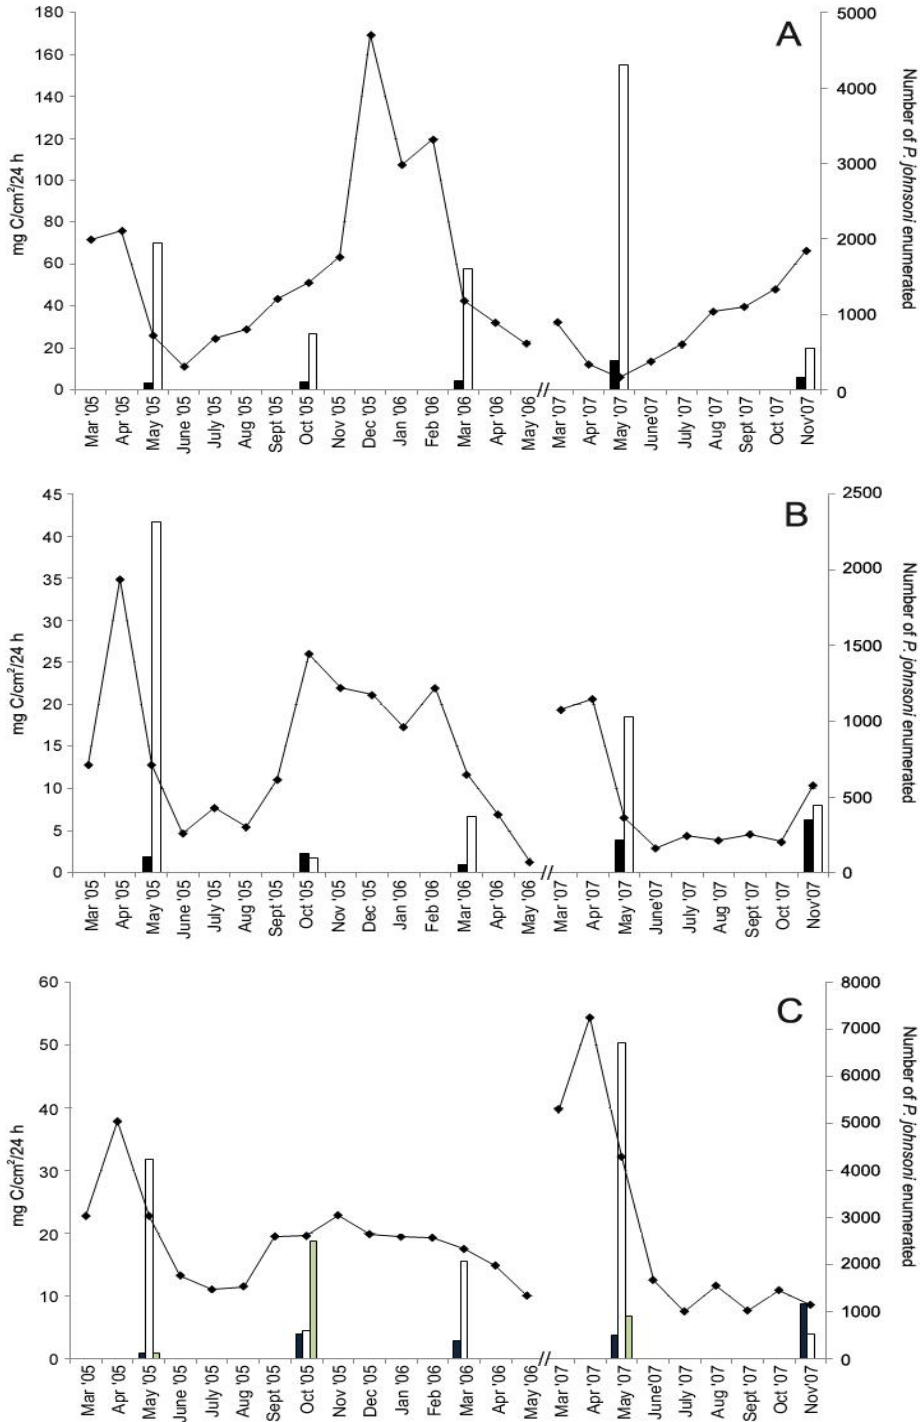 A
mg C/cm²/24 h
180
160
140
120
100
80
60
40
20
0
5000
4000
3000
2000
1000
0
Number of P. johnsoni enumerated
Mar '05
Apr '05
May '05
June '05
July '05
Aug '05
Sept '05
Oct '05
Nov '05
Dec '05
Jan '06
Feb '06
Mar '06
Apr '06
May '06
//
Mar '07
Apr '07
May '07
June'07
July '07
Aug '07
Sept '07
Oct '07
Nov'07
B
mg C/cm²/24 h
45
40
35
30
25
20
15
10
5
0
2500
2000
1500
1000
500
0
Number of P. johnsoni enumerated
Mar '05
Apr '05
May '05
June '05
July '05
Aug '05
Sept '05
Oct '05
Nov '05
Dec '05
Jan '06
Feb '06
Mar '06
Apr '06
May '06
//
Mar '07
Apr '07
May '07
June'07
July '07
Aug '07
Sept '07
Oct '07
Nov'07
C
mg C/cm²/24 h
60
50
40
30
20
10
0
8000
7000
6000
5000
4000
3000
2000
1000
0
Number of P. johnsoni enumerated
Mar '05
Apr '05
May '05
June '05
July '05
Aug '05
Sept '05
Oct '05
Nov '05
Dec '05
Jan '06
Feb '06
Mar '06
Apr '06
May '06
//
Mar '07
Apr '07
May '07
June'07
July '07
Aug '07
Sept '07
Oct '07
Nov'07